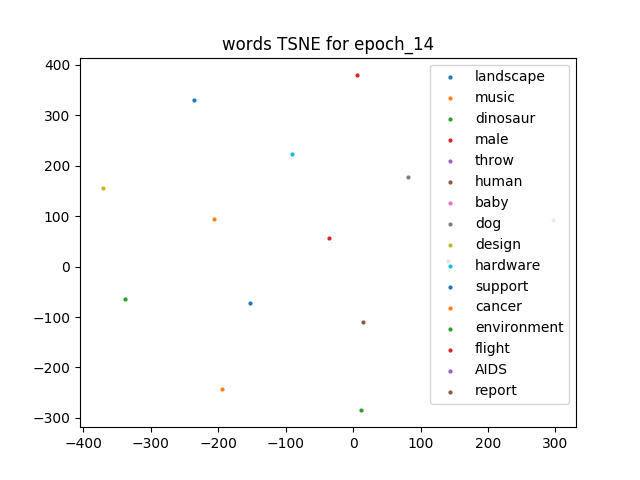 words TSNE for epoch_14
400
300
200
100
0
−100
−200
−300
−400
−300
−200
−100
0
100
200
300
landscape
music
dinosaur
male
throw
human
baby
dog
design
hardware
support
cancer
environment
flight
AIDS
report